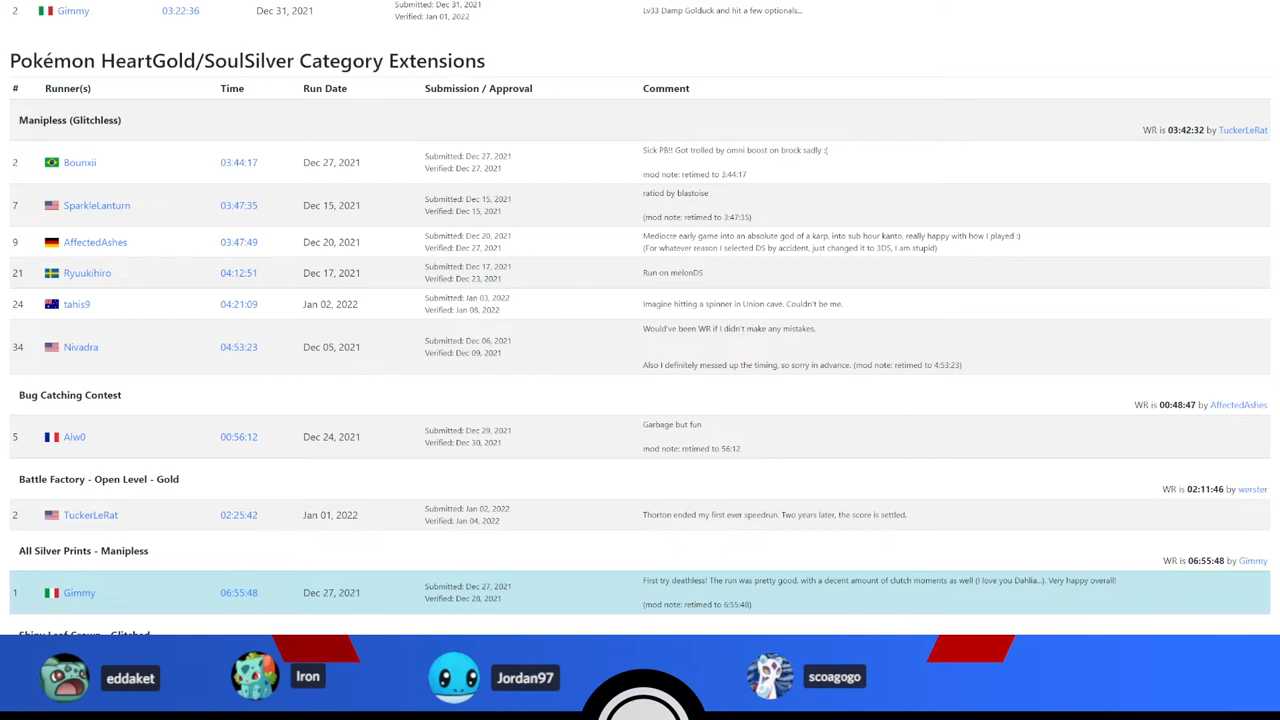 2 Gimmy 03:22:36 Dec 31, 2021 Submitted: Dec 31, 2021 Lv33 Damp Golduck and hit a few optionals...
Verified: Jan 01, 2022
Pokémon HeartGold/SoulSilver Category Extensions
# Runner(s) Time Run Date Submission / Approval Comment
Manipless (Glitchless)
WR is 03:42:32 by TuckerLeRat
2 Bounxii 03:44:17 Dec 27, 2021 Submitted: Dec 27, 2021 Sick PB!! Got trolled by omni boost on brock sadly :(
Verified: Dec 27, 2021
mod note: retimed to 3:44:17
7 SparkleLanturn 03:47:35 Dec 15, 2021 Submitted: Dec 15, 2021 ratiod by blastoise
Verified: Dec 15, 2021
(mod note: retimed to 3:47:35)
9 AffectedAshes 03:47:49 Dec 20, 2021 Submitted: Dec 20, 2021 Mediocre early game into an absolute god of a karp, into sub hour kanto, really happy with how I played :)
Verified: Dec 27, 2021 (For whatever reason I selected DS by accident, just changed it to 3DS, I am stupid)
21 Ryuukihiro 04:12:51 Dec 17, 2021 Submitted: Dec 17, 2021 Run on melonDS
Verified: Dec 23, 2021
24 tahis9 04:21:09 Jan 02, 2022 Submitted: Jan 03, 2022 Imagine hitting a spinner in Union cave. Couldn't be me.
Verified: Jan 08, 2022
34 Nivadra 04:53:23 Dec 05, 2021 Submitted: Dec 06, 2021 Would've been WR if I didn't make any mistakes.
Verified: Dec 09, 2021
Also I definitely messed up the timing, so sorry in advance. (mod note: retimed to 4:53:23)
Bug Catching Contest
WR is 00:48:47 by AffectedAshes
5 Alw0 00:56:12 Dec 24, 2021 Submitted: Dec 29, 2021 Garbage but fun
Verified: Dec 30, 2021
mod note: retimed to 56:12
Battle Factory - Open Level - Gold
WR is 02:11:46 by werster
2 TuckerLeRat 02:25:42 Jan 01, 2022 Submitted: Jan 02, 2022 Thorton ended my first ever speedrun. Two years later, the score is settled.
Verified: Jan 04, 2022
All Silver Prints - Manipless
WR is 06:55:48 by Gimmy
1 Gimmy 06:55:48 Dec 27, 2021 Submitted: Dec 27, 2021 First try deathless! The run was pretty good, with a decent amount of clutch moments as well (I love you Dahlia...). Very happy overall!
Verified: Dec 28, 2021
(mod note: retimed to 6:55:48)
Shiny Leaf Crown - Glitched
eddaket Iron Jordan97 scoagogo